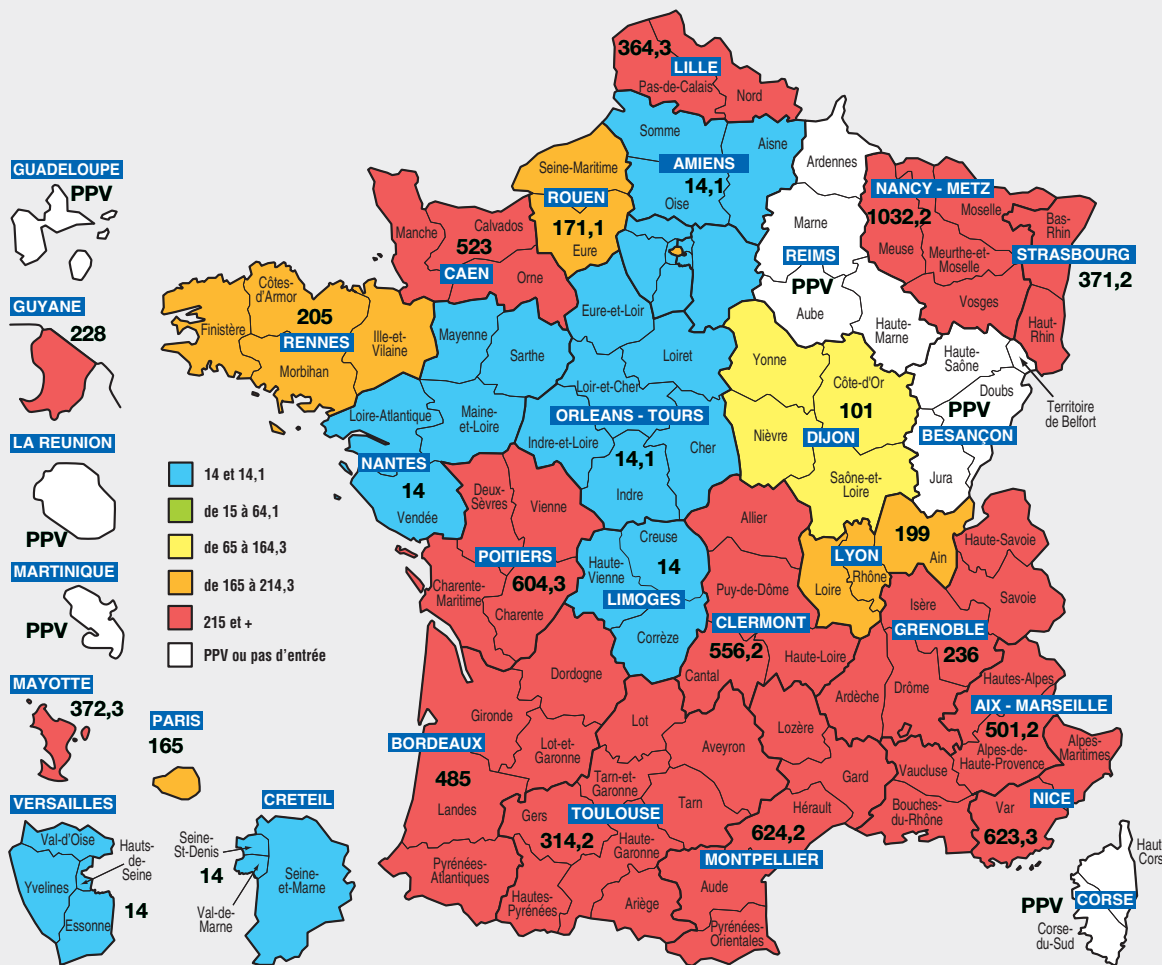 364,3
LILLE
Pas-de-Calais
Nord
Somme
Aisne
AMIENS
14,1
Oise
Ardennes
Seine-Maritime
ROUEN
171,1
Eure
GUADELOUPE
PPV
NANCY - METZ
1032,2
Moselle
Bas-
Rhin
Meuse
Meurthe-et-
Moselle
STRASBOURG
371,2
Vosges
Haut-
Rhin
Marne
REIMS
PPV
Aube
Haute-
Marne
Manche
Calvados
523
CAEN
Orne
GUYANE
228
Côtes-
d'Armor
Finistère
205
RENNES
Ille-et-
Vilaine
Morbihan
Mayenne
Sarthe
Eure-et-Loir
Loiret
Loir-et-Cher
ORLEANS - TOURS
Indre-et-Loire
14,1
Cher
Indre
Yonne
Côte-d'Or
101
Nièvre
DIJON
Saône-et-
Loire
Haute-
Saône
Doubs
PPV
BESANÇON
Jura
Territoire
de Belfort
Loire-Atlantique
Maine-
et-Loire
NANTES
14
Vendée
LA REUNION
PPV
MARTINIQUE
PPV
14 et 14,1
de 15 à 64,1
de 65 à 164,3
de 165 à 214,3
215 et +
PPV ou pas d'entrée
Deux-
Sèvres
Vienne
POITIERS
604,3
Charente-
Maritime
Charente
Creuse
Haute-
Vienne
14
LIMOGES
Corrèze
Allier
Puy-de-Dôme
CLERMONT
556,2
Haute-Loire
Cantal
199
Ain
LYON
Rhône
Loire
Haute-Savoie
Savoie
Isère
GRENOBLE
236
Drôme
Ardèche
Hautes-Alpes
AIX - MARSEILLE
501,2
Alpes-de-
Haute-Provence
Alpes-
Maritimes
Vaucluse
Bouches-
du-Rhône
NICE
Var
623,3
MAYOTTE
372,3
PARIS
165
Dordogne
Gironde
BORDEAUX
Lot-et-
Garonne
485
Landes
Pyrénées-
Atlantiques
Lot
Aveyron
Tarn-et-
Garonne
Gers
TOULOUSE
Tarn
314,2
Haute-
Garonne
Hautes-
Pyrénées
Ariège
Lozère
Gard
Hérault
624,2
MONTPELLIER
Aude
Pyrénées-
Orientales
VERSAILLES
Val-d'Oise
Hauts-
de-
Seine
Yvelines
14
Essonne
CRETEIL
Seine-
St-Denis
14
Seine-
et-Marne
Val-de-
Marne
Haut
Cors
PPV
CORSE
Corse-
du-Sud